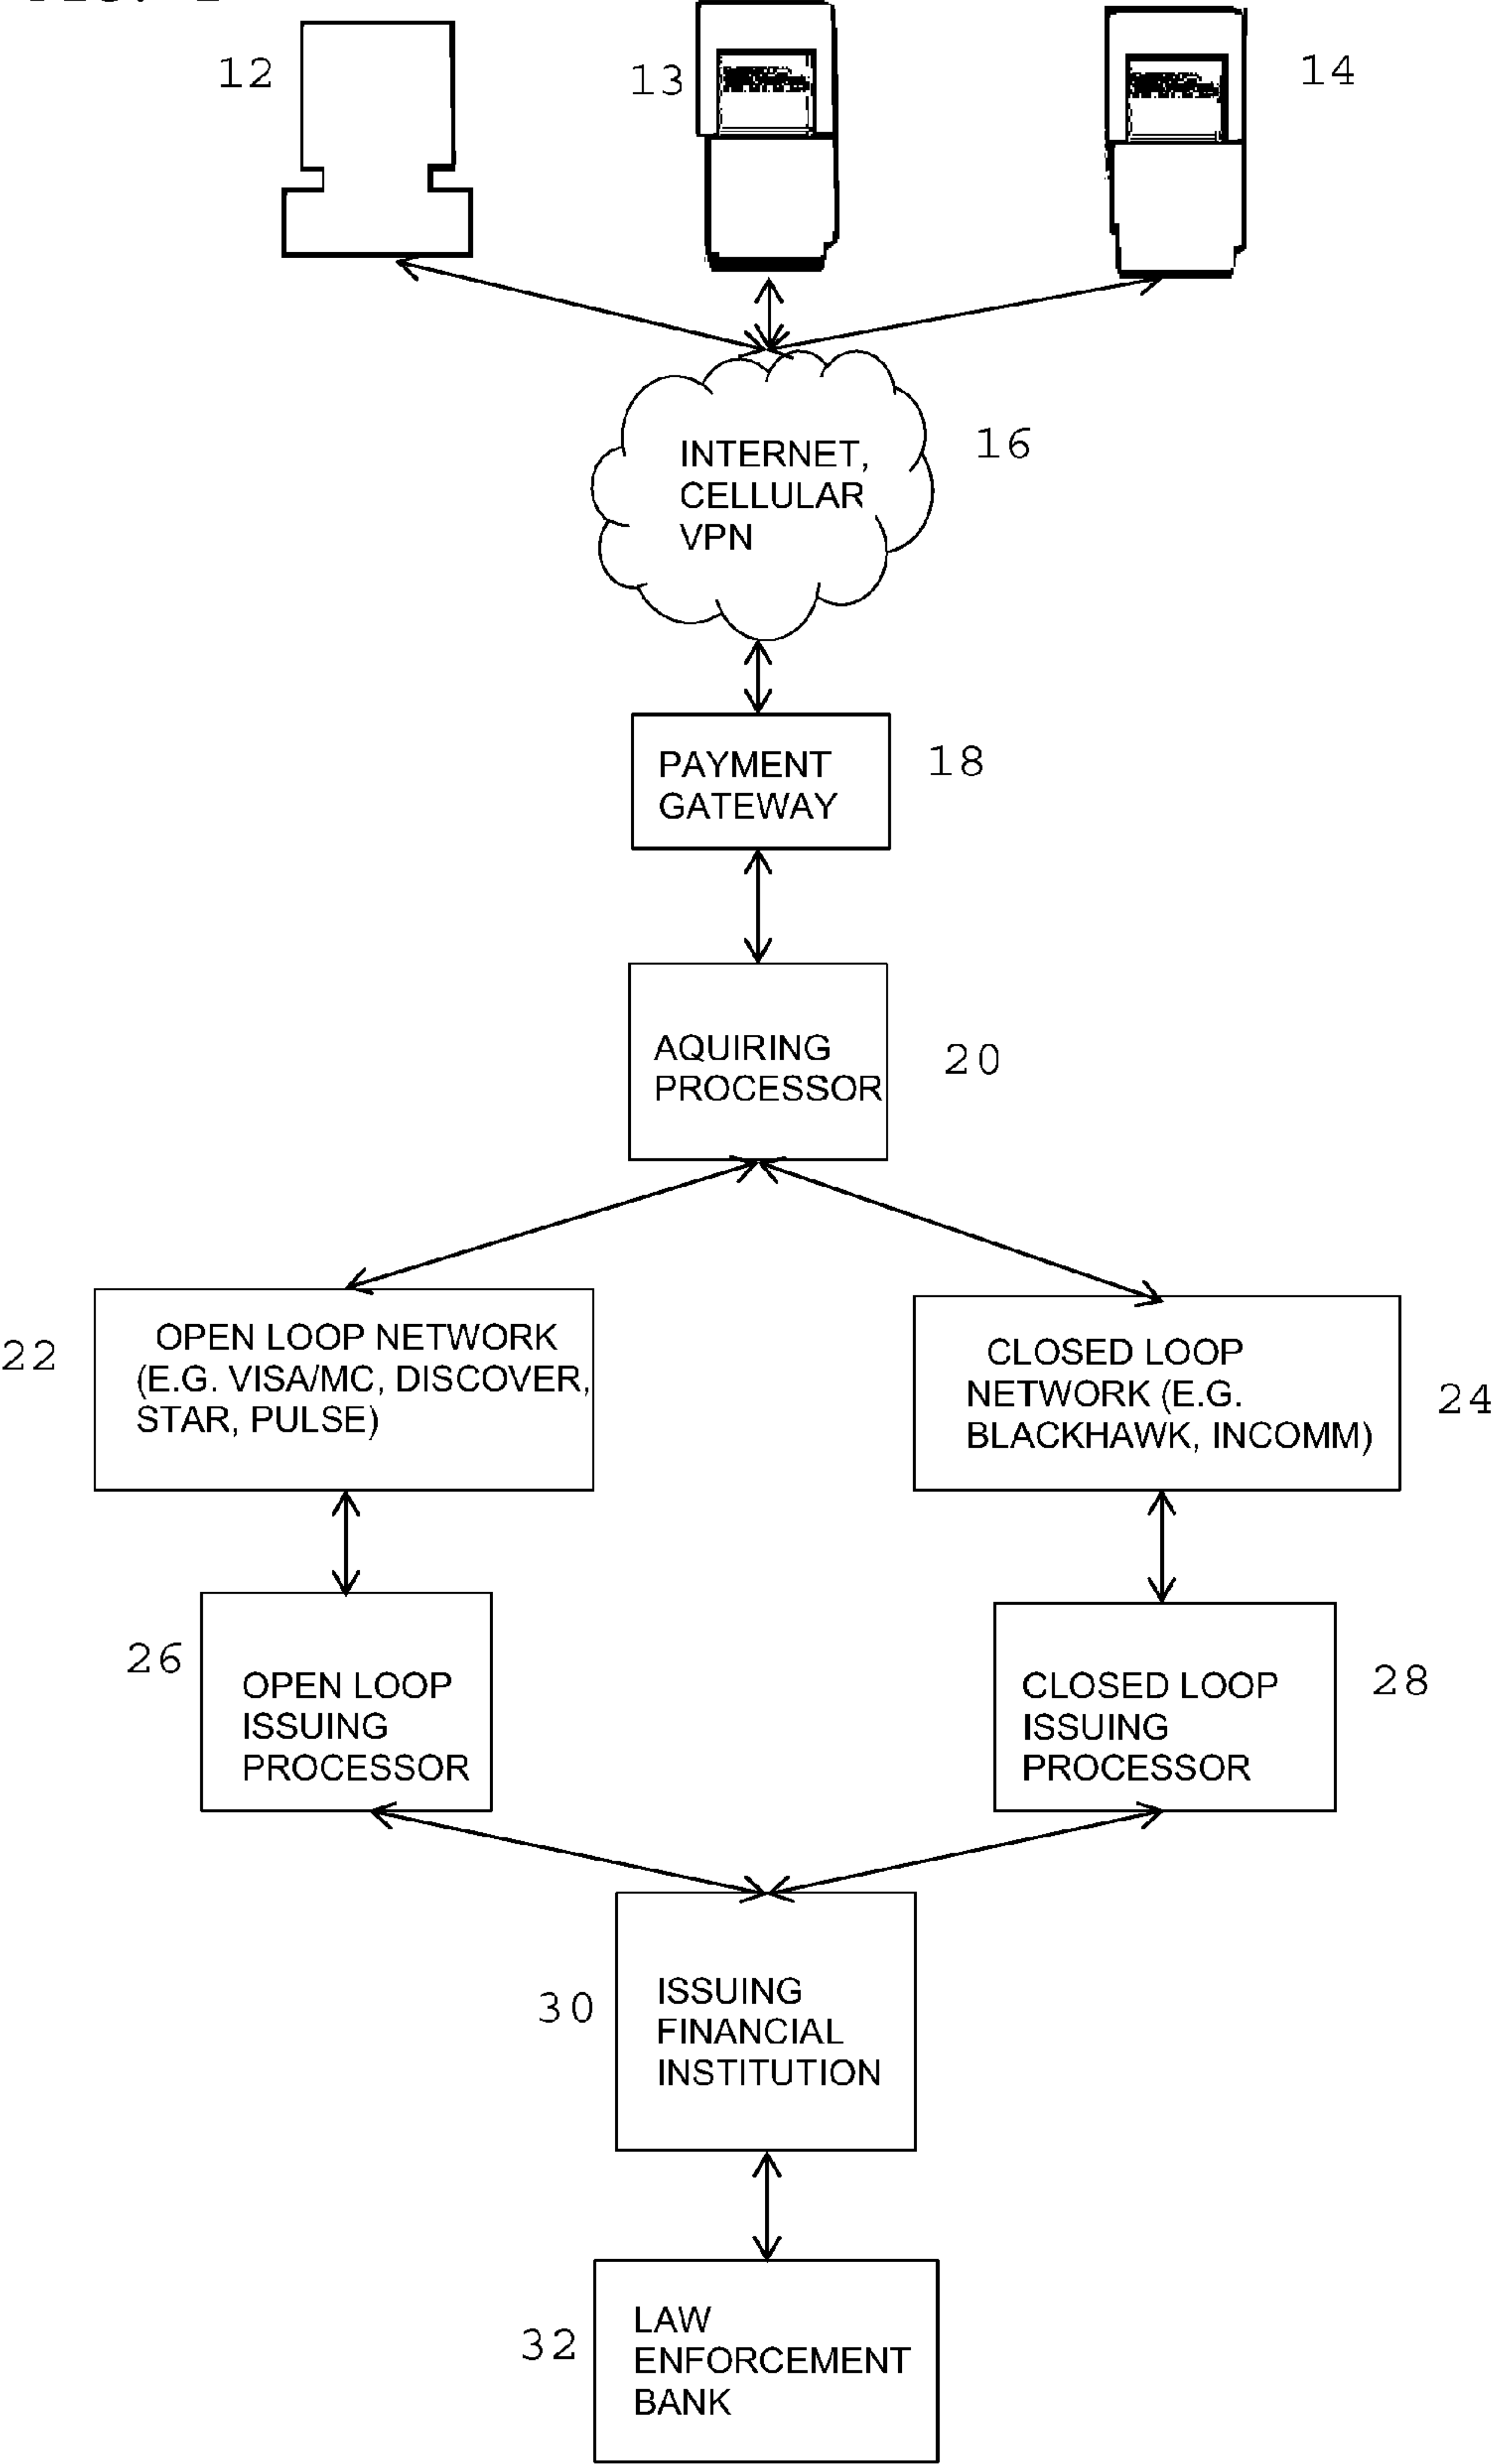 12
13
14
INTERNET,
CELLULAR
VPN
16
PAYMENT
GATEWAY
18
AQUIRING
PROCESSOR
20
22
OPEN LOOP NETWORK
(E.G. VISA/MC, DISCOVER,
STAR, PULSE)
CLOSED LOOP
NETWORK (E.G.
BLACKHAWK, INCOMM)
24
26
OPEN LOOP
ISSUING
PROCESSOR
CLOSED LOOP
ISSUING
PROCESSOR
28
30
ISSUING
FINANCIAL
INSTITUTION
32
LAW
ENFORCEMENT
BANK